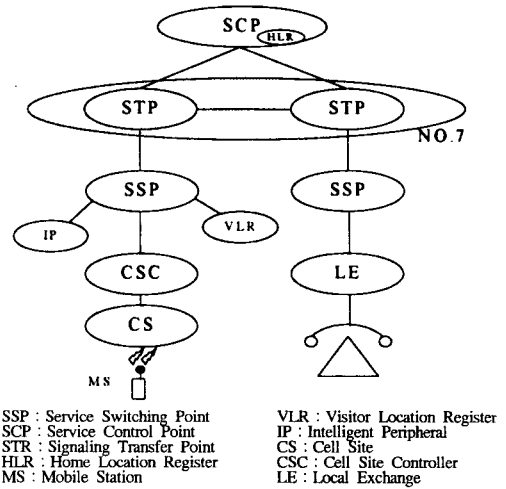 SCP
HLR
STP
STP
NO.7
SSP
SSP
IP
VLR
CSC
LE
CS
MS
SSP : Service Switching Point
SCP : Service Control Point
STR : Signaling Transfer Point
HLR : Home Location Register
MS : Mobile Station
VLR : Visitor Location Register
IP : Intelligent Peripheral
CS : Cell Site
CSC : Cell Site Controller
LE : Local Exchange